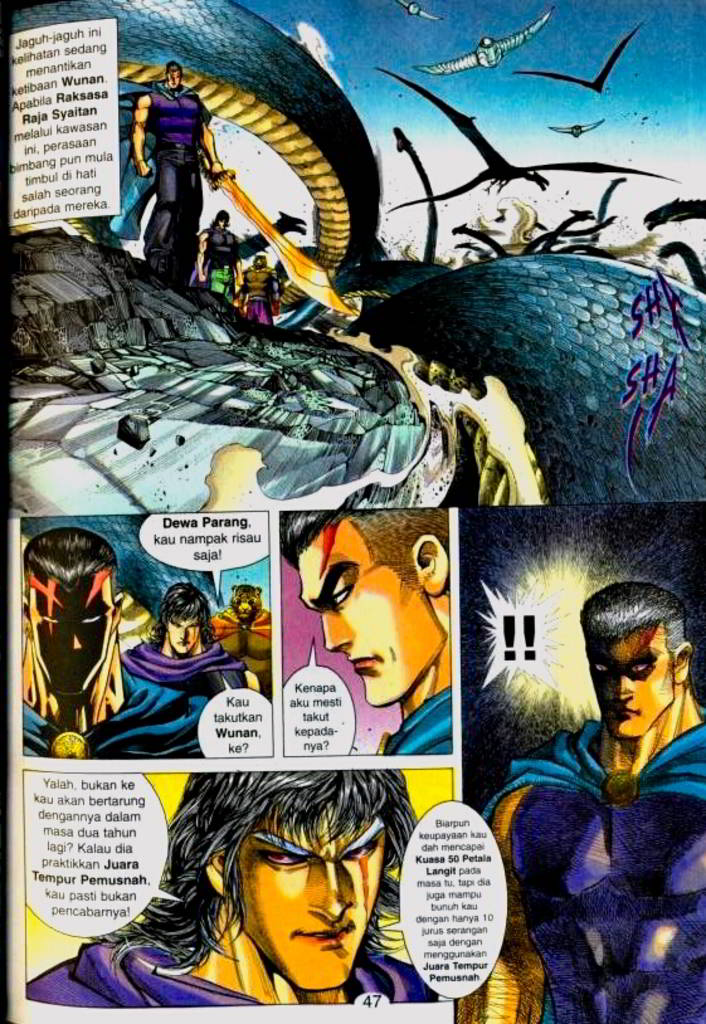 Jaguh-jaguh ini
kelihatan sedang
menantikan
ketibaan Wunan.
Apabila Raksasa
Raja Syaitan
melalui kawasan
ini, perasaan
bimbang pun mula
timbul di hati
salah seorang
daripada mereka.
SHA
SHA
Dewa Parang,
kau nampak risau
saja!
Kau
takutkan
Wunan,
ke?
Kenapa
aku mesti
takut
kepada-
nya?
!!
Yalah, bukan ke
kau akan bertarung
dengannya dalam
masa dua tahun
lagi? Kalau dia
praktikkan Juara
Tempur Pemusnah,
kau pasti bukan
pencabarnya!
Biarpun
keupayaan kau
dah mencapai
Kuasa 50 Petala
Langit pada
masa tu, tapi dia
juga mampu
bunuh kau
dengan hanya 10
jurus serangan
saja dengan
menggunakan
Juara Tempur
Pemusnah.
47